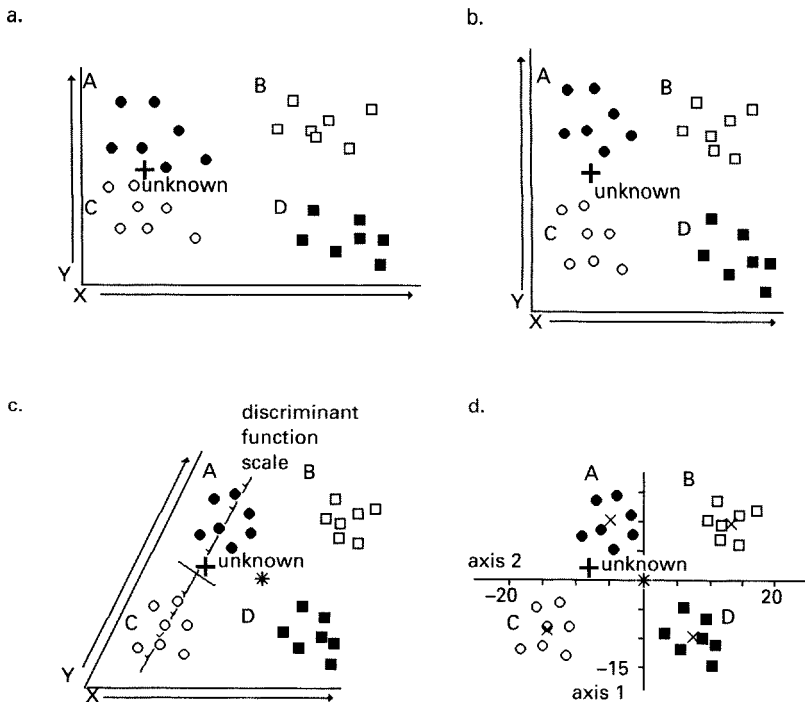 a.
A
B
unknown
C
D
Y
X
b.
A
B
unknown
C
D
Y
X
c.
discriminant
function
scale
A
B
unknown
C
D
Y
X
d.
A
B
axis 2
unknown
-20
20
C
D
-15
axis 1